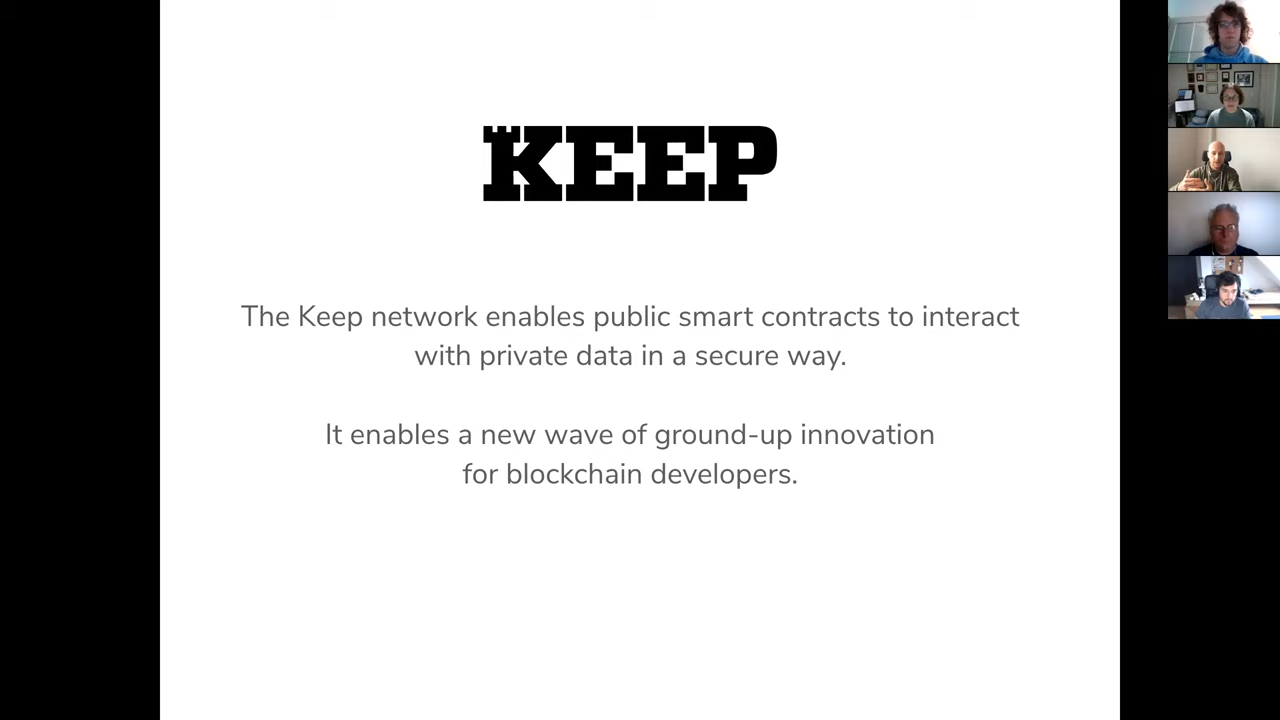 KEEP
The Keep network enables public smart contracts to interact
with private data in a secure way.
It enables a new wave of ground-up innovation
for blockchain developers.